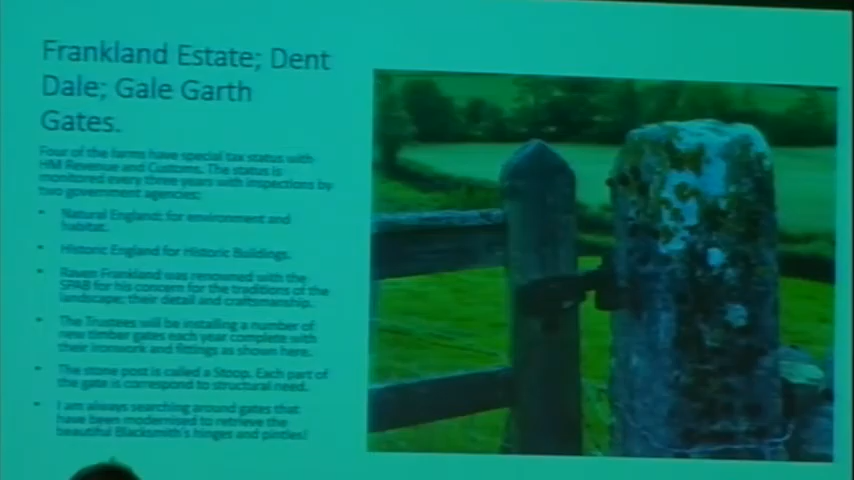 Frankland Estate; Dent
Dale; Gale Garth
Gates.
Four of the farms have special tax status with
HM Revenue and Customs. The status is
monitored every three years with inspections by
two government agencies;
• Natural England; for environment and
habitat.
• Historic England for Historic Buildings.
• Raven Frankland was renowned with the
SPAB for his concern for the traditions of the
landscape; their detail and craftsmanship.
• The Trustees will be installing a number of
new timber gates each year complete with
their ironwork and fittings as shown here.
• The stone post is called a Stoop. Each part of
the gate is correspond to structural need.
• I am always searching around gates that
have been modernised to retrieve the
beautiful Blacksmith's hinges and pintles!